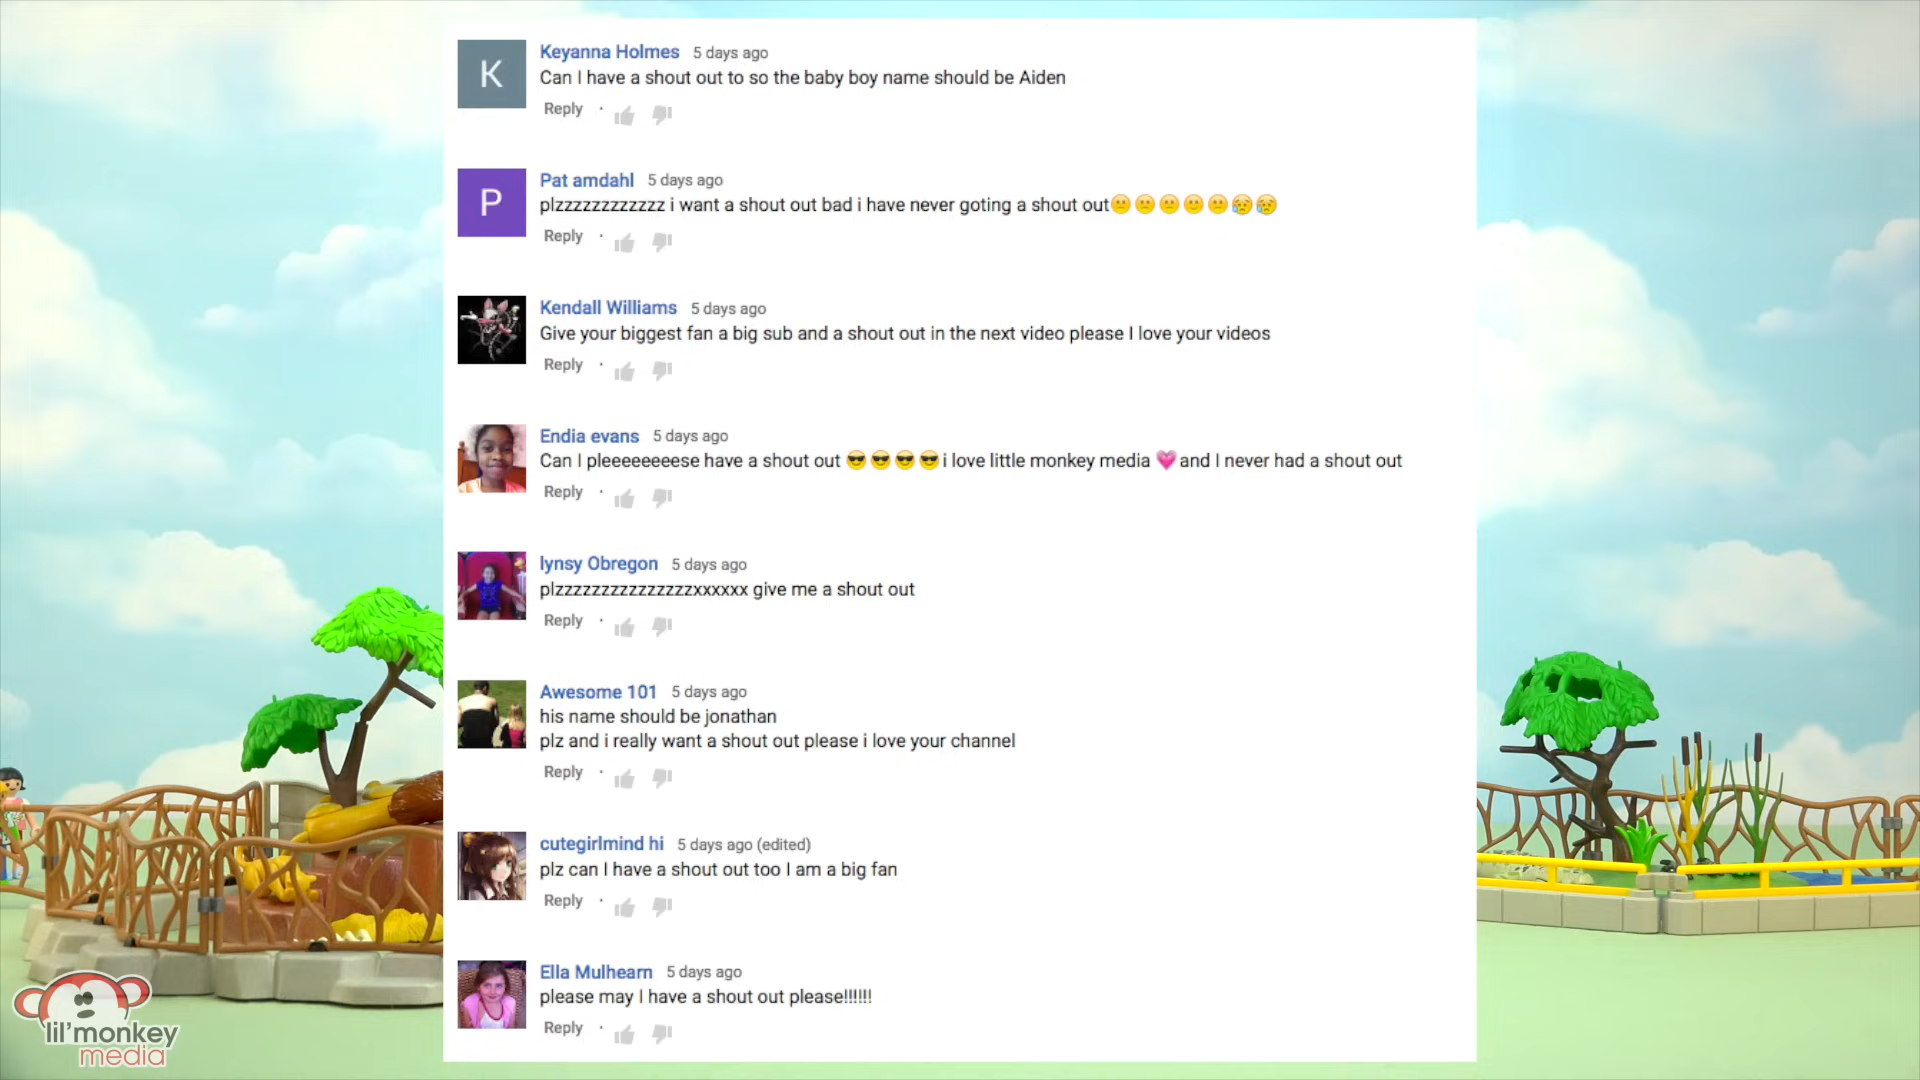 K
Keyanna Holmes 5 days ago
Can I have a shout out to so the baby boy name should be Aiden
Reply ·
P
Pat amdahl 5 days ago
plzzzzzzzzzzzz i want a shout out bad i have never goting a shout out😐😐😐🙂😐😥😥
Reply ·
Kendall Williams 5 days ago
Give your biggest fan a big sub and a shout out in the next video please I love your videos
Reply ·
Endia evans 5 days ago
Can I pleeeeeeeese have a shout out 😎😎😎😎i love little monkey media 💗and I never had a shout out
Reply ·
lynsy Obregon 5 days ago
plzzzzzzzzzzzzzzzxxxxxx give me a shout out
Reply ·
Awesome 101 5 days ago
his name should be jonathan
plz and i really want a shout out please i love your channel
Reply ·
cutegirlmind hi 5 days ago (edited)
plz can I have a shout out too I am a big fan
Reply ·
Ella Mulhearn 5 days ago
please may I have a shout out please!!!!!!
Reply ·
lil'monkey
media